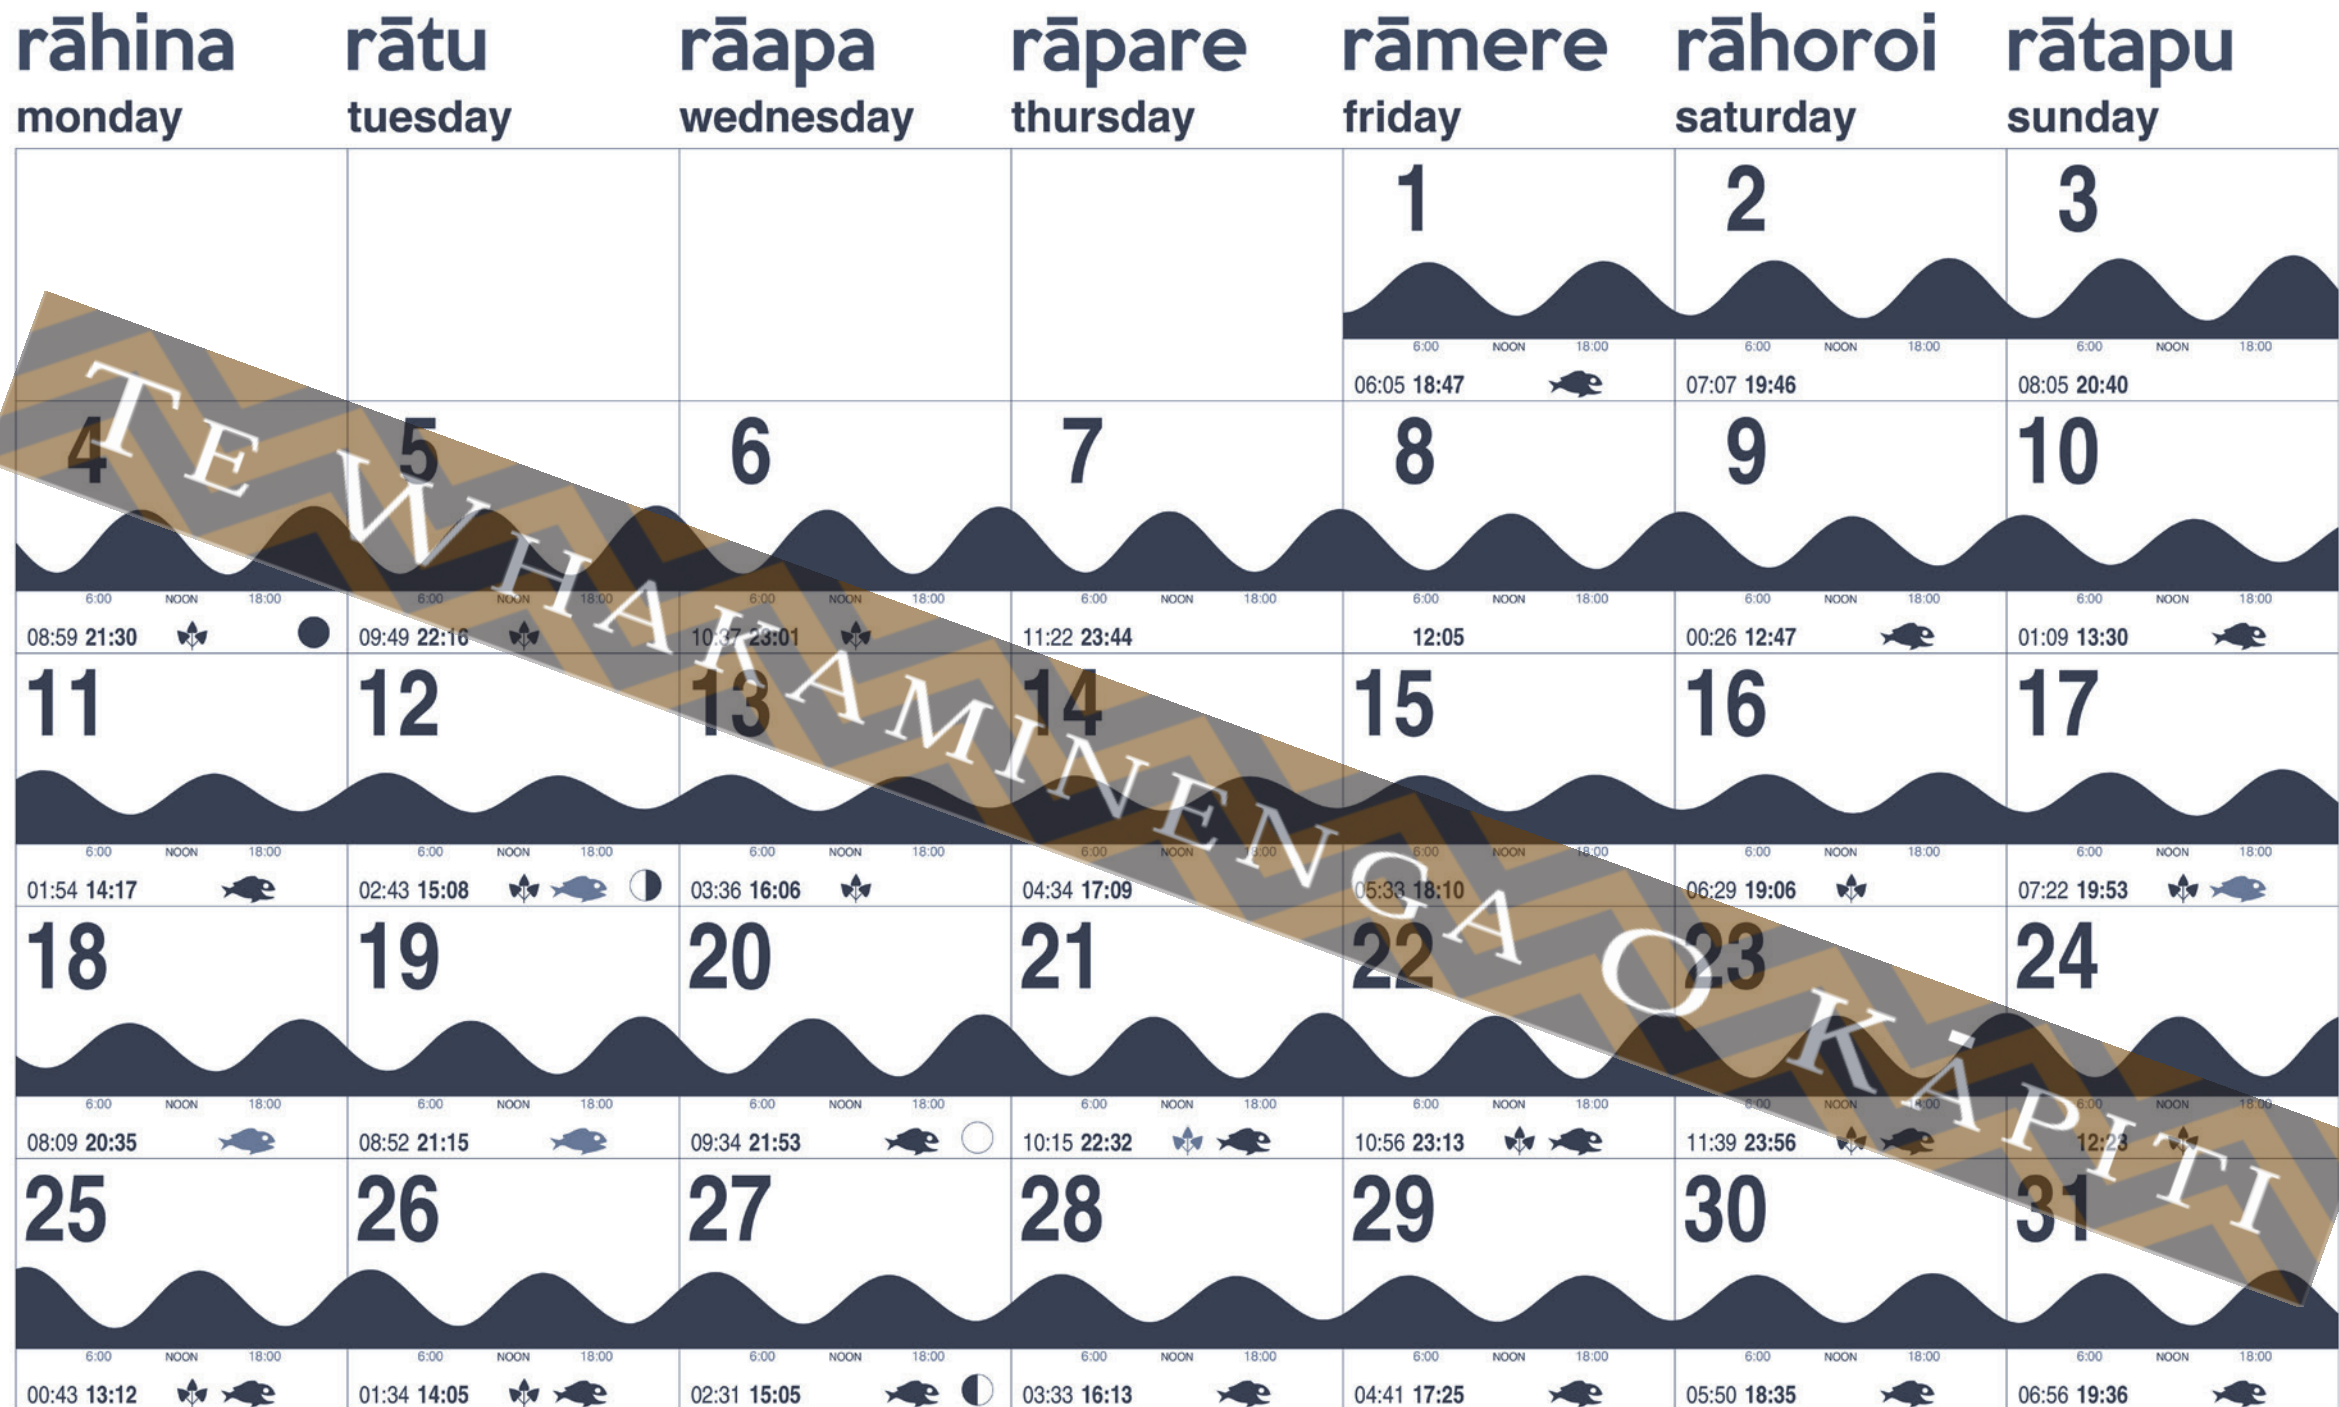 rāhina rātu rāapa rāpare rāmere rāhoroi rātapu
monday tuesday wednesday thursday friday saturday sunday
1 2 3
6:00 NOON 18:00 6:00 NOON 18:00 6:00 NOON 18:00
06:05 18:47 07:07 19:46 08:05 20:40
4 5 6 7 8 9 10
6:00 NOON 18:00 6:00 NOON 18:00 6:00 NOON 18:00 6:00 NOON 18:00 6:00 NOON 18:00 6:00 NOON 18:00 6:00 NOON 18:00
08:59 21:30 09:49 22:16 10:37 23:01 11:22 23:44 12:05 00:26 12:47 01:09 13:30
11 12 13 14 15 16 17
6:00 NOON 18:00 6:00 NOON 18:00 6:00 NOON 18:00 6:00 NOON 18:00 6:00 NOON 18:00 6:00 NOON 18:00 6:00 NOON 18:00
01:54 14:17 02:43 15:08 03:36 16:06 04:34 17:09 05:33 18:10 06:29 19:06 07:22 19:53
18 19 20 21 22 23 24
6:00 NOON 18:00 6:00 NOON 18:00 6:00 NOON 18:00 6:00 NOON 18:00 6:00 NOON 18:00 6:00 NOON 18:00 6:00 NOON 18:00
08:09 20:35 08:52 21:15 09:34 21:53 10:15 22:32 10:56 23:13 11:39 23:56 12:23
25 26 27 28 29 30 31
6:00 NOON 18:00 6:00 NOON 18:00 6:00 NOON 18:00 6:00 NOON 18:00 6:00 NOON 18:00 6:00 NOON 18:00 6:00 NOON 18:00
00:43 13:12 01:34 14:05 02:31 15:05 03:33 16:13 04:41 17:25 05:50 18:35 06:56 19:36
TE WHAKAMINENGA O KĀPITI